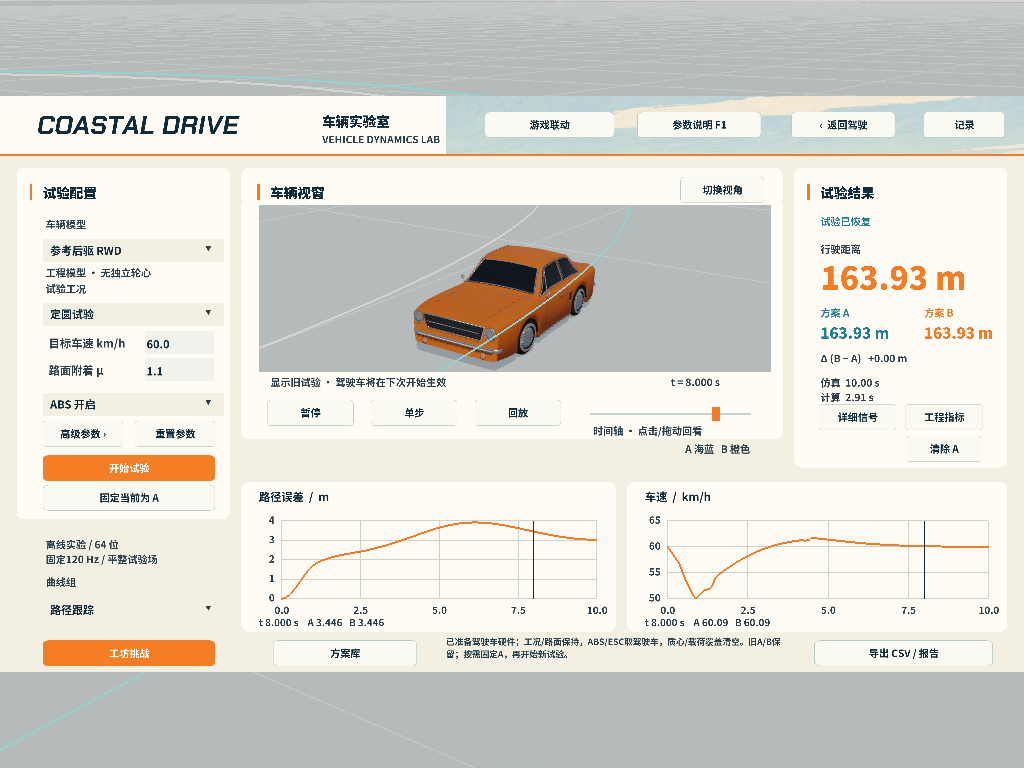 COASTAL DRIVE
车辆实验室
VEHICLE DYNAMICS LAB
游戏联动
参数说明 F1
‹ 返回驾驶
记录
试验配置
车辆模型
参考后驱 RWD
工程模型 · 无独立轮心
试验工况
定圆试验
目标车速 km/h
60.0
路面附着 μ
1.1
ABS 开启
高级参数 ›
重置参数
开始试验
固定当前为 A
离线实验 / 64 位
固定120 Hz / 平整试验场
曲线组
路径跟踪
工坊挑战
车辆视窗
切换视角
显示旧试验 · 驾驶车将在下次开始生效
t = 8.000 s
暂停
单步
回放
时间轴 · 点击/拖动回看
A 海蓝 B 橙色
试验结果
试验已恢复
行驶距离
163.93 m
方案 A
方案 B
163.93 m
163.93 m
Δ (B − A) +0.00 m
仿真 10.00 s
计算 2.91 s
详细信号
工程指标
清除 A
路径误差 / m
4
3
2
1
0
0.0
2.5
5.0
7.5
10.0
t 8.000 s A 3.446 B 3.446
车速 / km/h
65
60
55
50
0.0
2.5
5.0
7.5
10.0
t 8.000 s A 60.09 B 60.09
方案库
已准备驾驶车硬件；工况/路面保持，ABS/ESC取驾驶车，质心/载荷覆盖清空。旧A/B保
留；按需固定A，再开始新试验。
导出 CSV / 报告